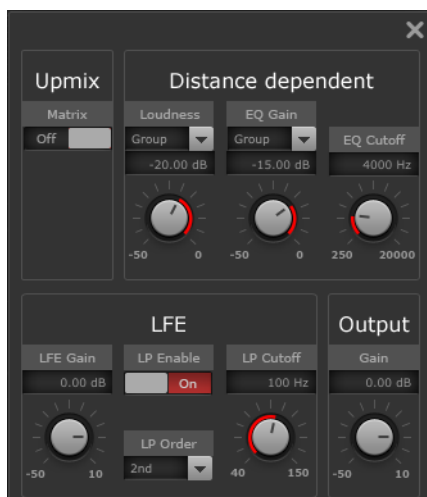 Upmix
Distance dependent
Matrix
Loudness
EQ Gain
Off
Group
Group
EQ Cutoff
-20.00 dB
-15.00 dB
4000 Hz
-50
0
-50
0
250
20000
LFE
Output
LFE Gain
LP Enable
LP Cutoff
Gain
0.00 dB
On
100 Hz
0.00 dB
LP Order
2nd
-50
10
40
150
-50
10